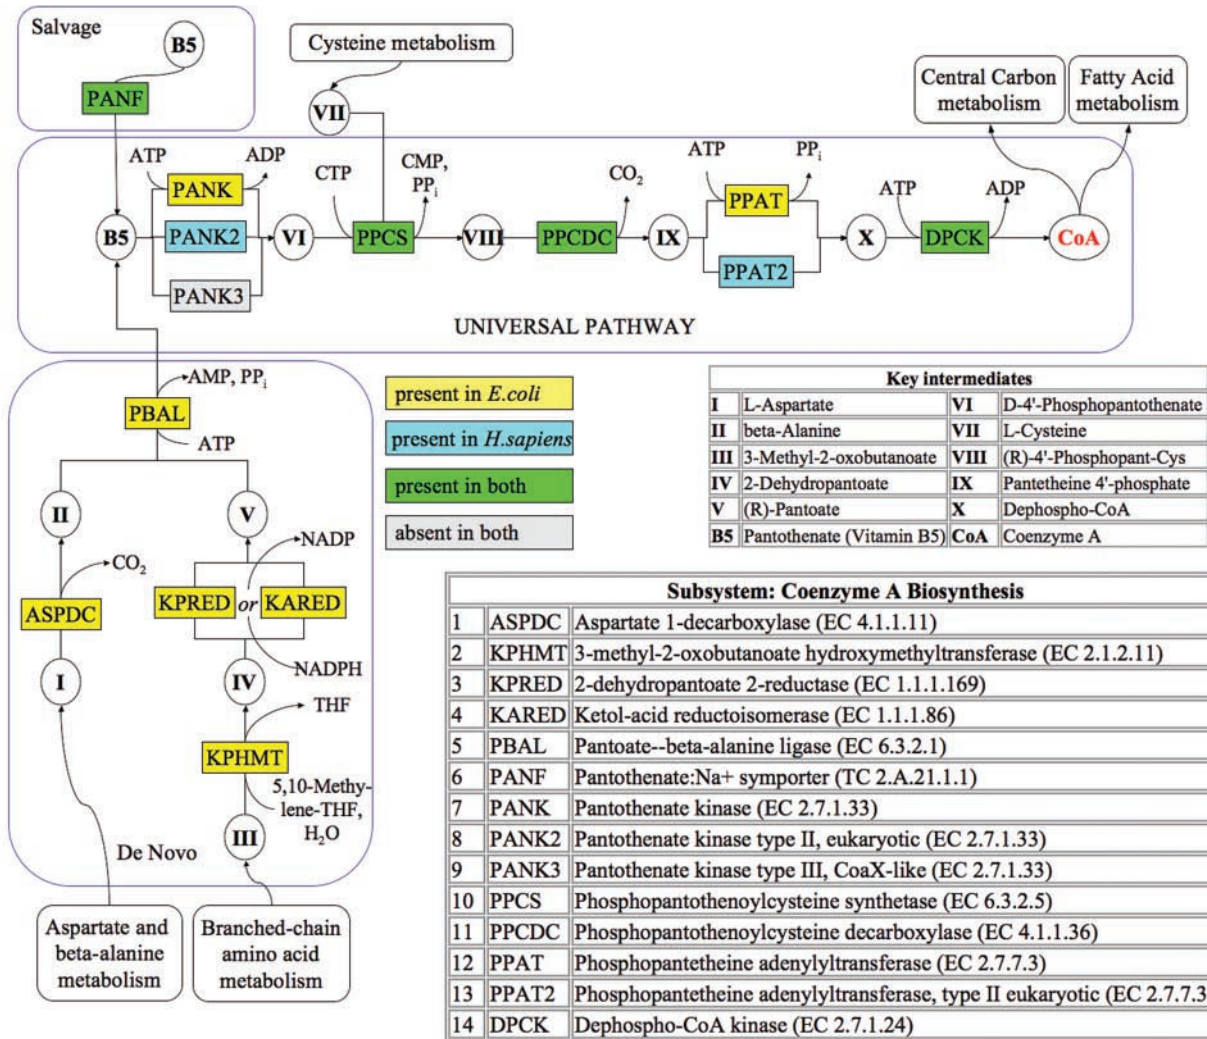 Salvage
B5
PANF
Cysteine metabolism
VII
Central Carbon
metabolism
Fatty Acid
metabolism
ATP
ADP
PANK
B5
PANK2
PANK3
VI
CTP
CMP,
PPi
PPCS
VIII
PPCDC
CO2
IX
ATP
PPi
PPAT
PPAT2
X
ATP
ADP
DPCK
CoA
UNIVERSAL PATHWAY
AMP, PPi
PBAL
ATP
II
V
CO2
NADP
ASPDC
KPRED or KARED
NADPH
I
IV
THF
KPHMT
5,10-Methy-
lene-THF,
H2O
III
De Novo
Aspartate and
beta-alanine
metabolism
Branched-chain
amino acid
metabolism
present in E.coli
present in H.sapiens
present in both
absent in both
Key intermediates
I L-Aspartate VI D-4'-Phosphopantothenate
II beta-Alanine VII L-Cysteine
III 3-Methyl-2-oxobutanoate VIII (R)-4'-Phosphopant-Cys
IV 2-Dehydropantoate IX Pantetheine 4'-phosphate
V (R)-Pantoate X Dephospho-CoA
B5 Pantothenate (Vitamin B5) CoA Coenzyme A
Subsystem: Coenzyme A Biosynthesis
1 ASPDC Aspartate 1-decarboxylase (EC 4.1.1.11)
2 KPHMT 3-methyl-2-oxobutanoate hydroxymethyltransferase (EC 2.1.2.11)
3 KPRED 2-dehydropantoate 2-reductase (EC 1.1.1.169)
4 KARED Ketol-acid reductoisomerase (EC 1.1.1.86)
5 PBAL Pantoate--beta-alanine ligase (EC 6.3.2.1)
6 PANF Pantothenate:Na+ symporter (TC 2.A.21.1.1)
7 PANK Pantothenate kinase (EC 2.7.1.33)
8 PANK2 Pantothenate kinase type II, eukaryotic (EC 2.7.1.33)
9 PANK3 Pantothenate kinase type III, CoaX-like (EC 2.7.1.33)
10 PPCS Phosphopantothenoylcysteine synthetase (EC 6.3.2.5)
11 PPCDC Phosphopantothenoylcysteine decarboxylase (EC 4.1.1.36)
12 PPAT Phosphopantetheine adenylyltransferase (EC 2.7.7.3)
13 PPAT2 Phosphopantetheine adenylyltransferase, type II eukaryotic (EC 2.7.7.3
14 DPCK Dephospho-CoA kinase (EC 2.7.1.24)